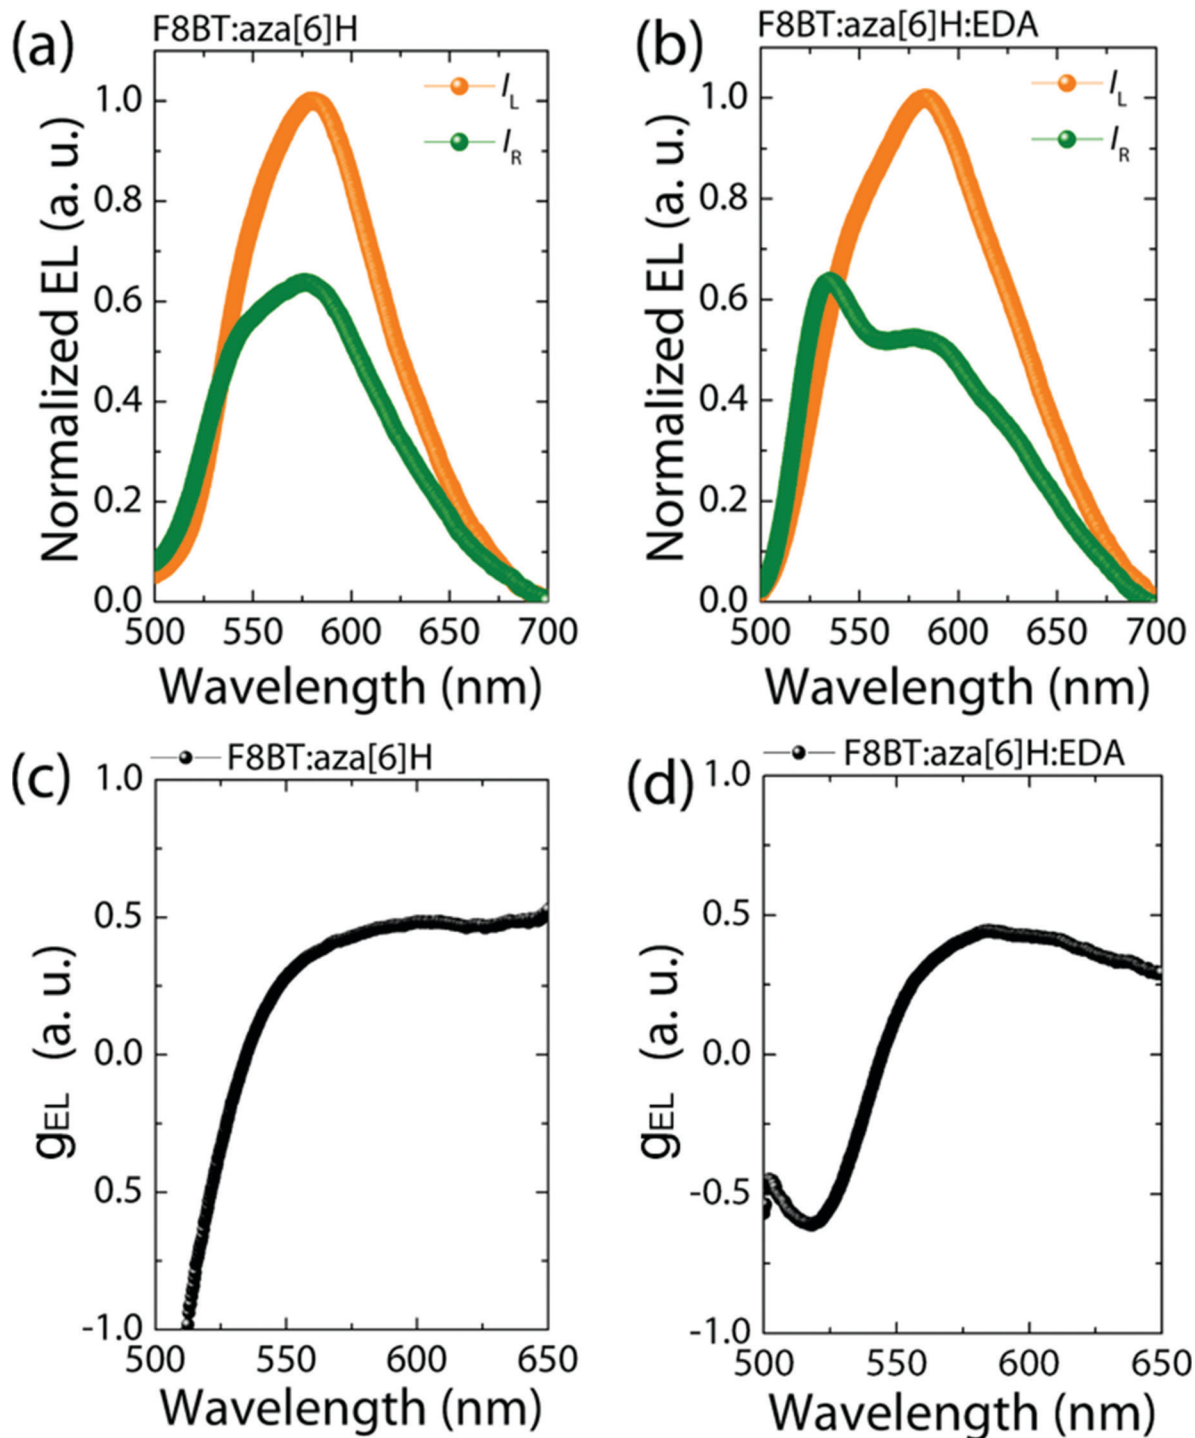 (a) F8BT:aza[6]H
I_L
I_R
1.0
0.8
0.6
0.4
0.2
0.0
Normalized EL (a. u.)
500 550 600 650 700
Wavelength (nm)
(b) F8BT:aza[6]H:EDA
I_L
I_R
1.0
0.8
0.6
0.4
0.2
0.0
Normalized EL (a. u.)
500 550 600 650 700
Wavelength (nm)
(c) F8BT:aza[6]H
1.0
0.5
0.0
0.5
-1.0
gEL (a. u.)
500 550 600 650
Wavelength (nm)
(d) F8BT:aza[6]H:EDA
1.0
0.5
0.0
-0.5
-1.0
gEL (a. u.)
500 550 600 650
Wavelength (nm)